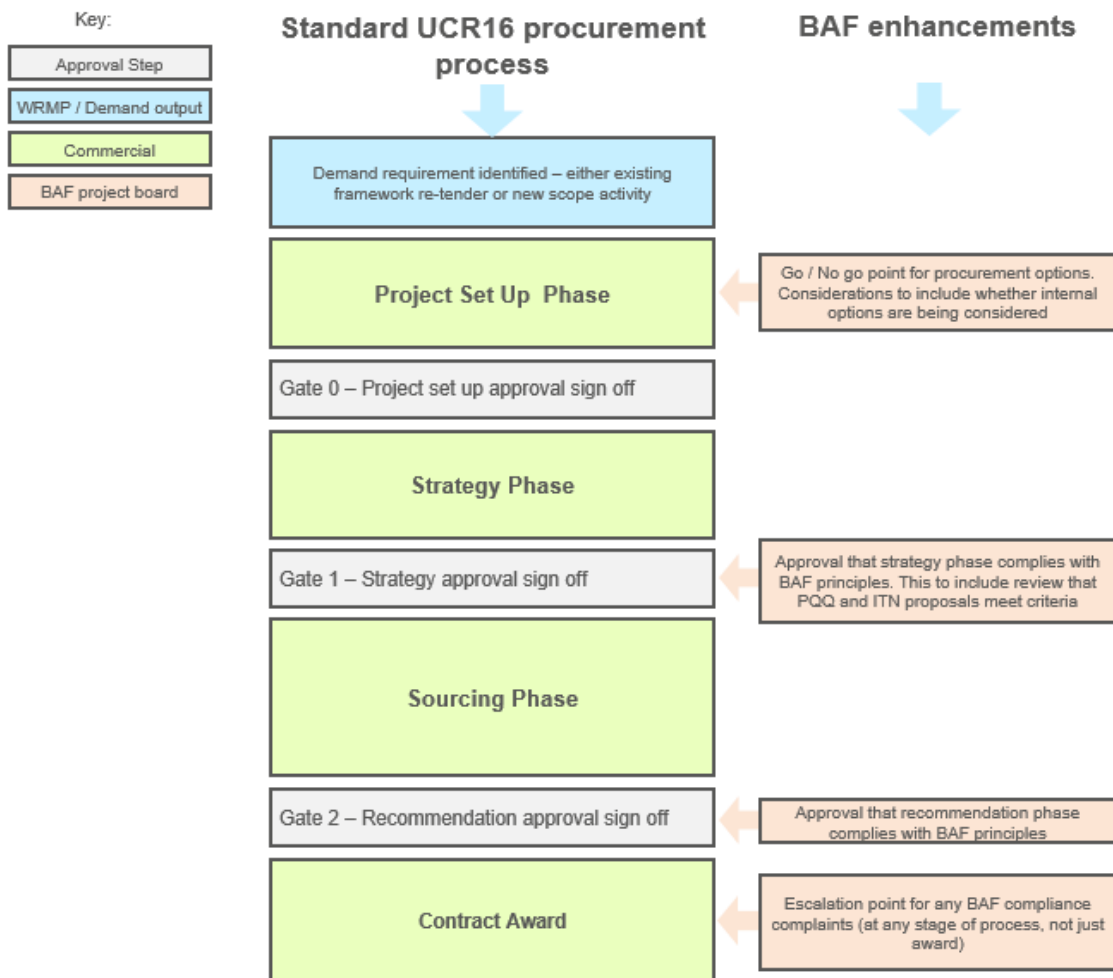 Key:
Approval Step
WRMP / Demand output
Commercial
BAF project board
Standard UCR16 procurement
process
BAF enhancements
Demand requirement identified – either existing
framework re-tender or new scope activity
Project Set Up Phase
Go / No go point for procurement options.
Considerations to include whether internal
options are being considered
Gate 0 – Project set up approval sign off
Strategy Phase
Gate 1 – Strategy approval sign off
Approval that strategy phase complies with
BAF principles. This to include review that
PQQ and ITN proposals meet criteria
Sourcing Phase
Gate 2 – Recommendation approval sign off
Approval that recommendation phase
complies with BAF principles
Contract Award
Escalation point for any BAF compliance
complaints (at any stage of process, not just
award)